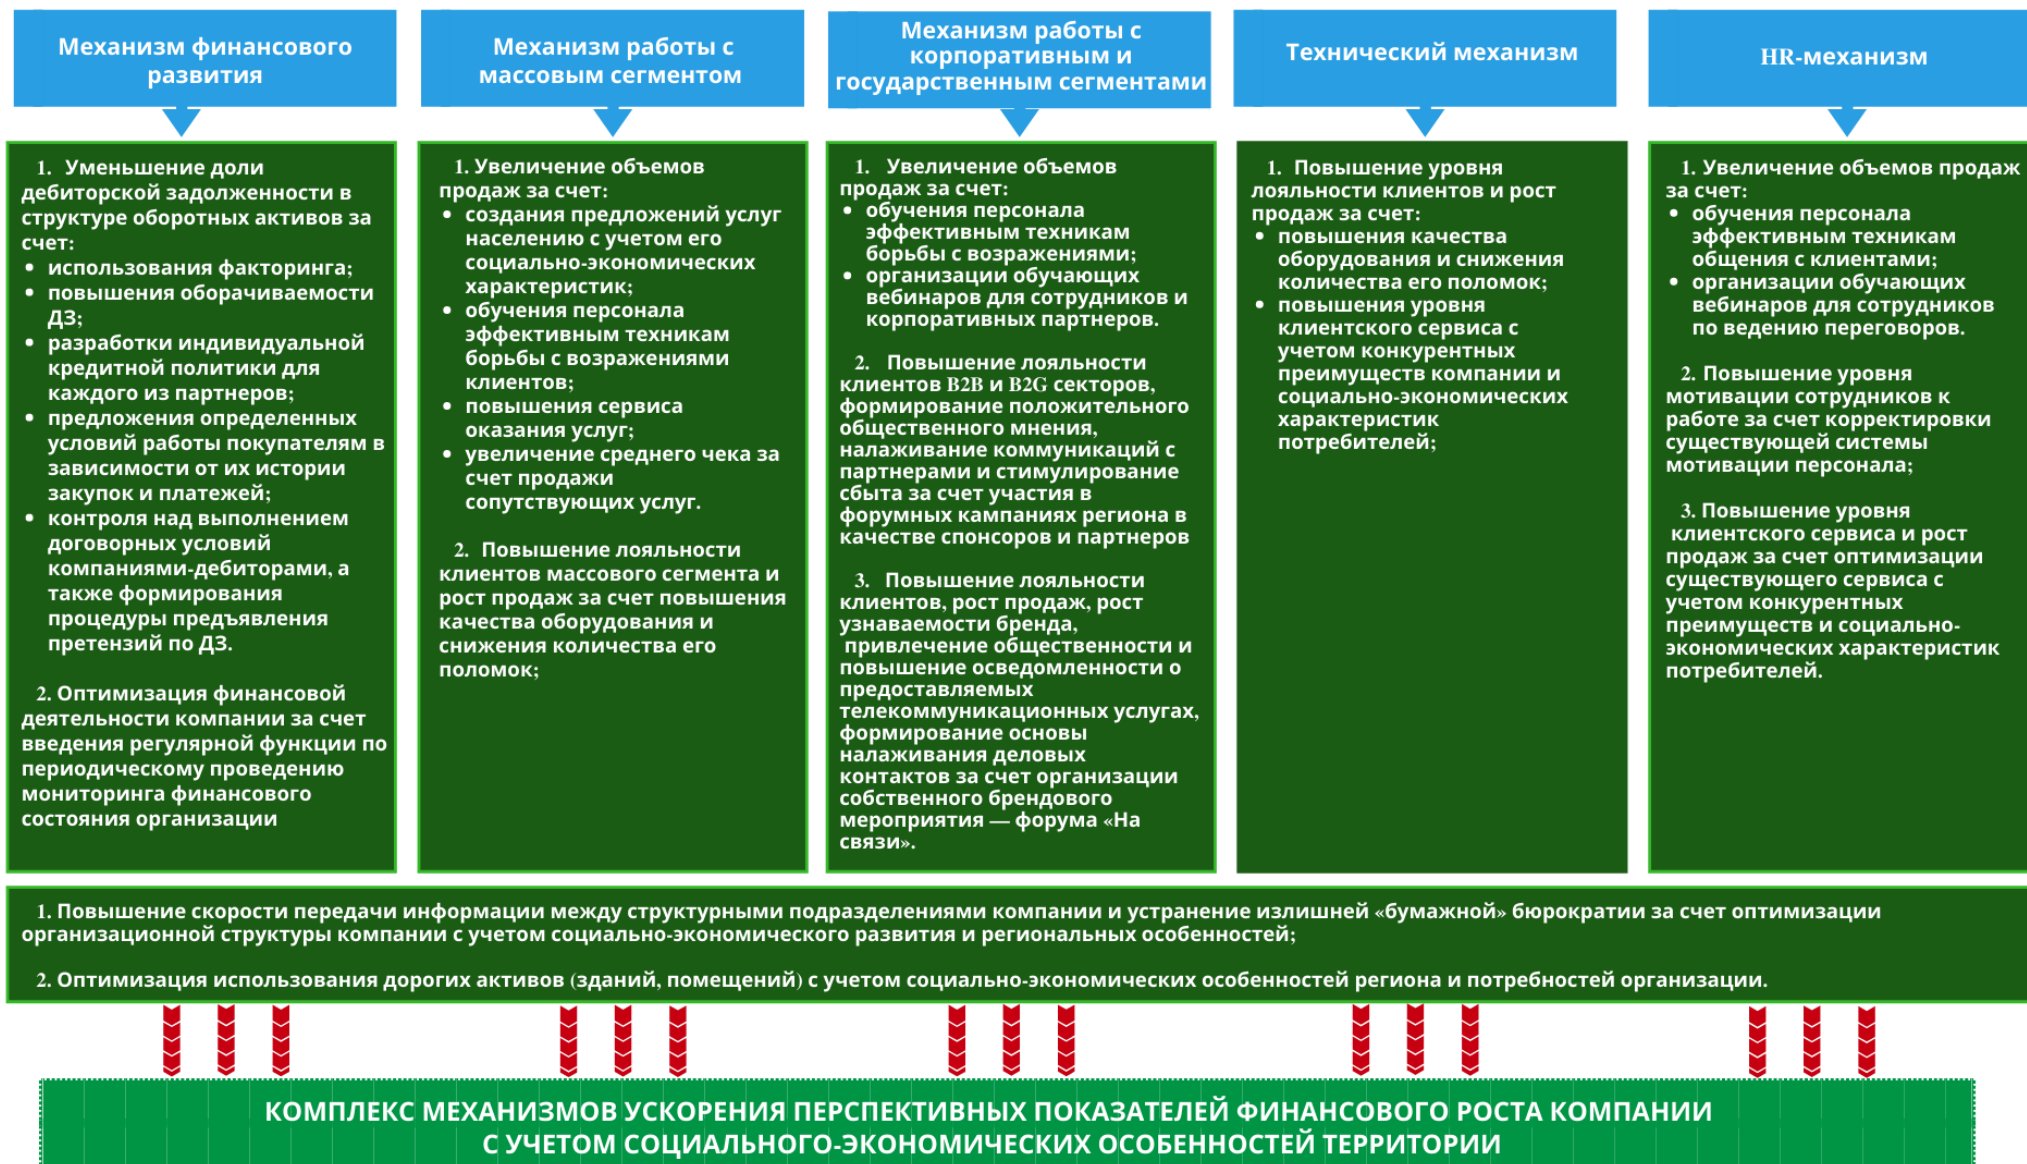 Механизм финансового
развития
Механизм работы с
массовым сегментом
Механизм работы с
корпоративным и
государственным сегментами
Технический механизм
HR-механизм
1. Уменьшение доли
дебиторской задолженности в
структуре оборотных активов за
счет:
• использования факторинга;
• повышения оборачиваемости
ДЗ;
• разработки индивидуальной
кредитной политики для
каждого из партнеров;
• предложения определенных
условий работы покупателям в
зависимости от их истории
закупок и платежей;
• контроля над выполнением
договорных условий
компаниями-дебиторами, а
также формирования
процедуры предъявления
претензий по ДЗ.
2. Оптимизация финансовой
деятельности компании за счет
введения регулярной функции по
периодическому проведению
мониторинга финансового
состояния организации
1. Увеличение объемов
продаж за счет:
• создания предложений услуг
населению с учетом его
социально-экономических
характеристик;
• обучения персонала
эффективным техникам
борьбы с возражениями
клиентов;
• повышения сервиса
оказания услуг;
• увеличение среднего чека за
счет продажи
сопутствующих услуг.
2. Повышение лояльности
клиентов массового сегмента и
рост продаж за счет повышения
качества оборудования и
снижения количества его
поломок;
1. Увеличение объемов
продаж за счет:
• обучения персонала
эффективным техникам
борьбы с возражениями;
• организации обучающих
вебинаров для сотрудников и
корпоративных партнеров.
2. Повышение лояльности
клиентов B2B и B2G секторов,
формирование положительного
общественного мнения,
налаживание коммуникаций с
партнерами и стимулирование
сбыта за счет участия в
форумных кампаниях региона в
качестве спонсоров и партнеров
3. Повышение лояльности
клиентов, рост продаж, рост
узнаваемости бренда,
привлечение общественности и
повышение осведомленности о
предоставляемых
телекоммуникационных услугах,
формирование основы
налаживания деловых
контактов за счет организации
собственного брендового
мероприятия — форума «На
связи».
1. Повышение уровня
лояльности клиентов и рост
продаж за счет:
• повышения качества
оборудования и снижения
количества его поломок;
• повышения уровня
клиентского сервиса с
учетом конкурентных
преимуществ компании и
социально-экономических
характеристик
потребителей;
1. Увеличение объемов продаж
за счет:
• обучения персонала
эффективным техникам
общения с клиентами;
• организации обучающих
вебинаров для сотрудников
по ведению переговоров.
2. Повышение уровня
мотивации сотрудников к
работе за счет корректировки
существующей системы
мотивации персонала;
3. Повышение уровня
клиентского сервиса и рост
продаж за счет оптимизации
существующего сервиса с
учетом конкурентных
преимуществ и социально-
экономических характеристик
потребителей.
1. Повышение скорости передачи информации между структурными подразделениями компании и устранение излишней «бумажной» бюрократии за счет оптимизации
организационной структуры компании с учетом социально-экономического развития и региональных особенностей;
2. Оптимизация использования дорогих активов (зданий, помещений) с учетом социально-экономических особенностей региона и потребностей организации.
КОМПЛЕКС МЕХАНИЗМОВ УСКОРЕНИЯ ПЕРСПЕКТИВНЫХ ПОКАЗАТЕЛЕЙ ФИНАНСОВОГО РОСТА КОМПАНИИ
С УЧЕТОМ СОЦИАЛЬНОГО-ЭКОНОМИЧЕСКИХ ОСОБЕННОСТЕЙ ТЕРРИТОРИИ